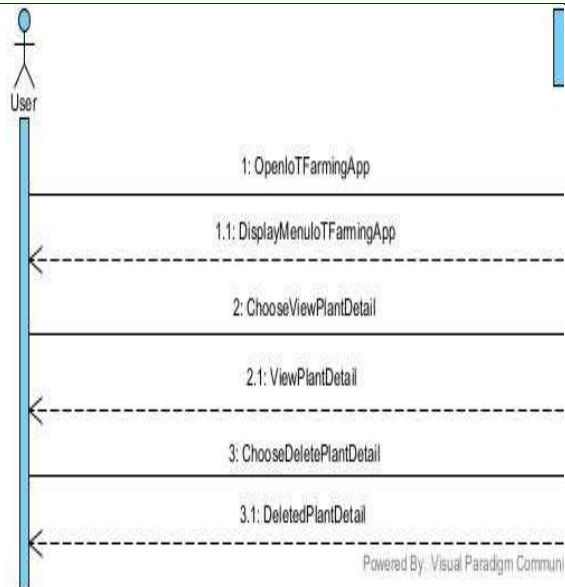 User
1: OpenIoTFarmingApp
1.1: DisplayMenuIoTFarmingApp
2: ChooseViewPlantDetail
2.1: ViewPlantDetail
3: ChooseDeletePlantDetail
3.1: DeletedPlantDetail
Powered By: Visual Paradigm Communi